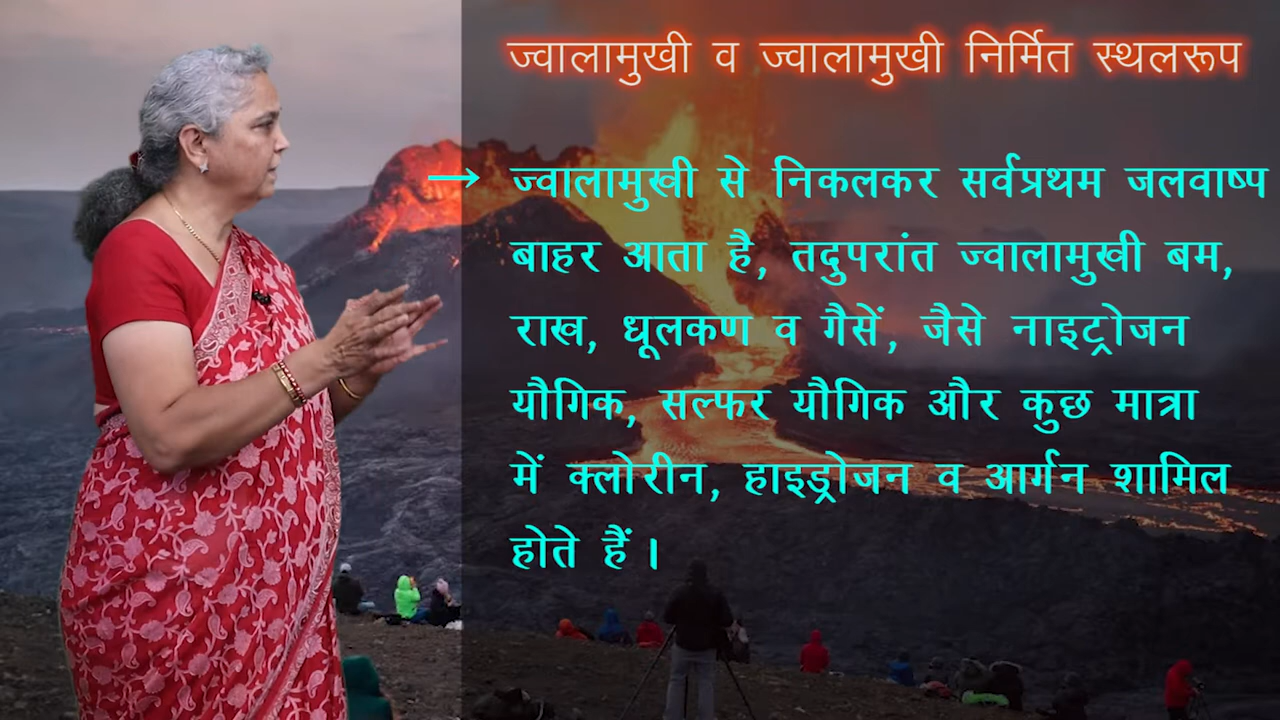 ज्वालामुखी व ज्वालामुखी निर्मित स्थलरूप
→ ज्वालामुखी से निकलकर सर्वप्रथम जलवाष्प
बाहर आता है, तदुपरांत ज्वालामुखी बम,
राख, धूलकण व गैसें, जैसे नाइट्रोजन
यौगिक, सल्फर यौगिक और कुछ मात्रा
में क्लोरीन, हाइड्रोजन व आर्गन शामिल
होते हैं।